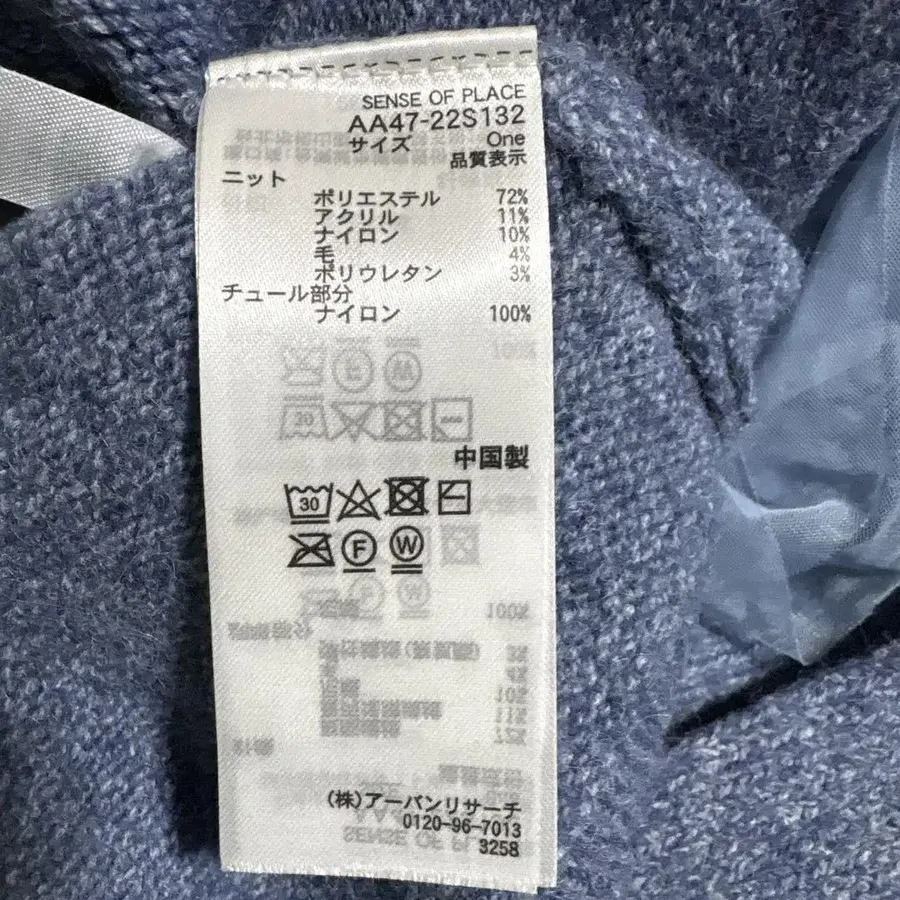 SENSE OF PLACE
AA47-22S132
サイズ One
品質表示
ニット
ポリエステル 72%
アクリル 11%
ナイロン 10%
毛 4%
ポリウレタン 3%
チュール部分
ナイロン 100%
中国製
30
F W
(株)アーバンリサーチ
0120-96-7013
3258